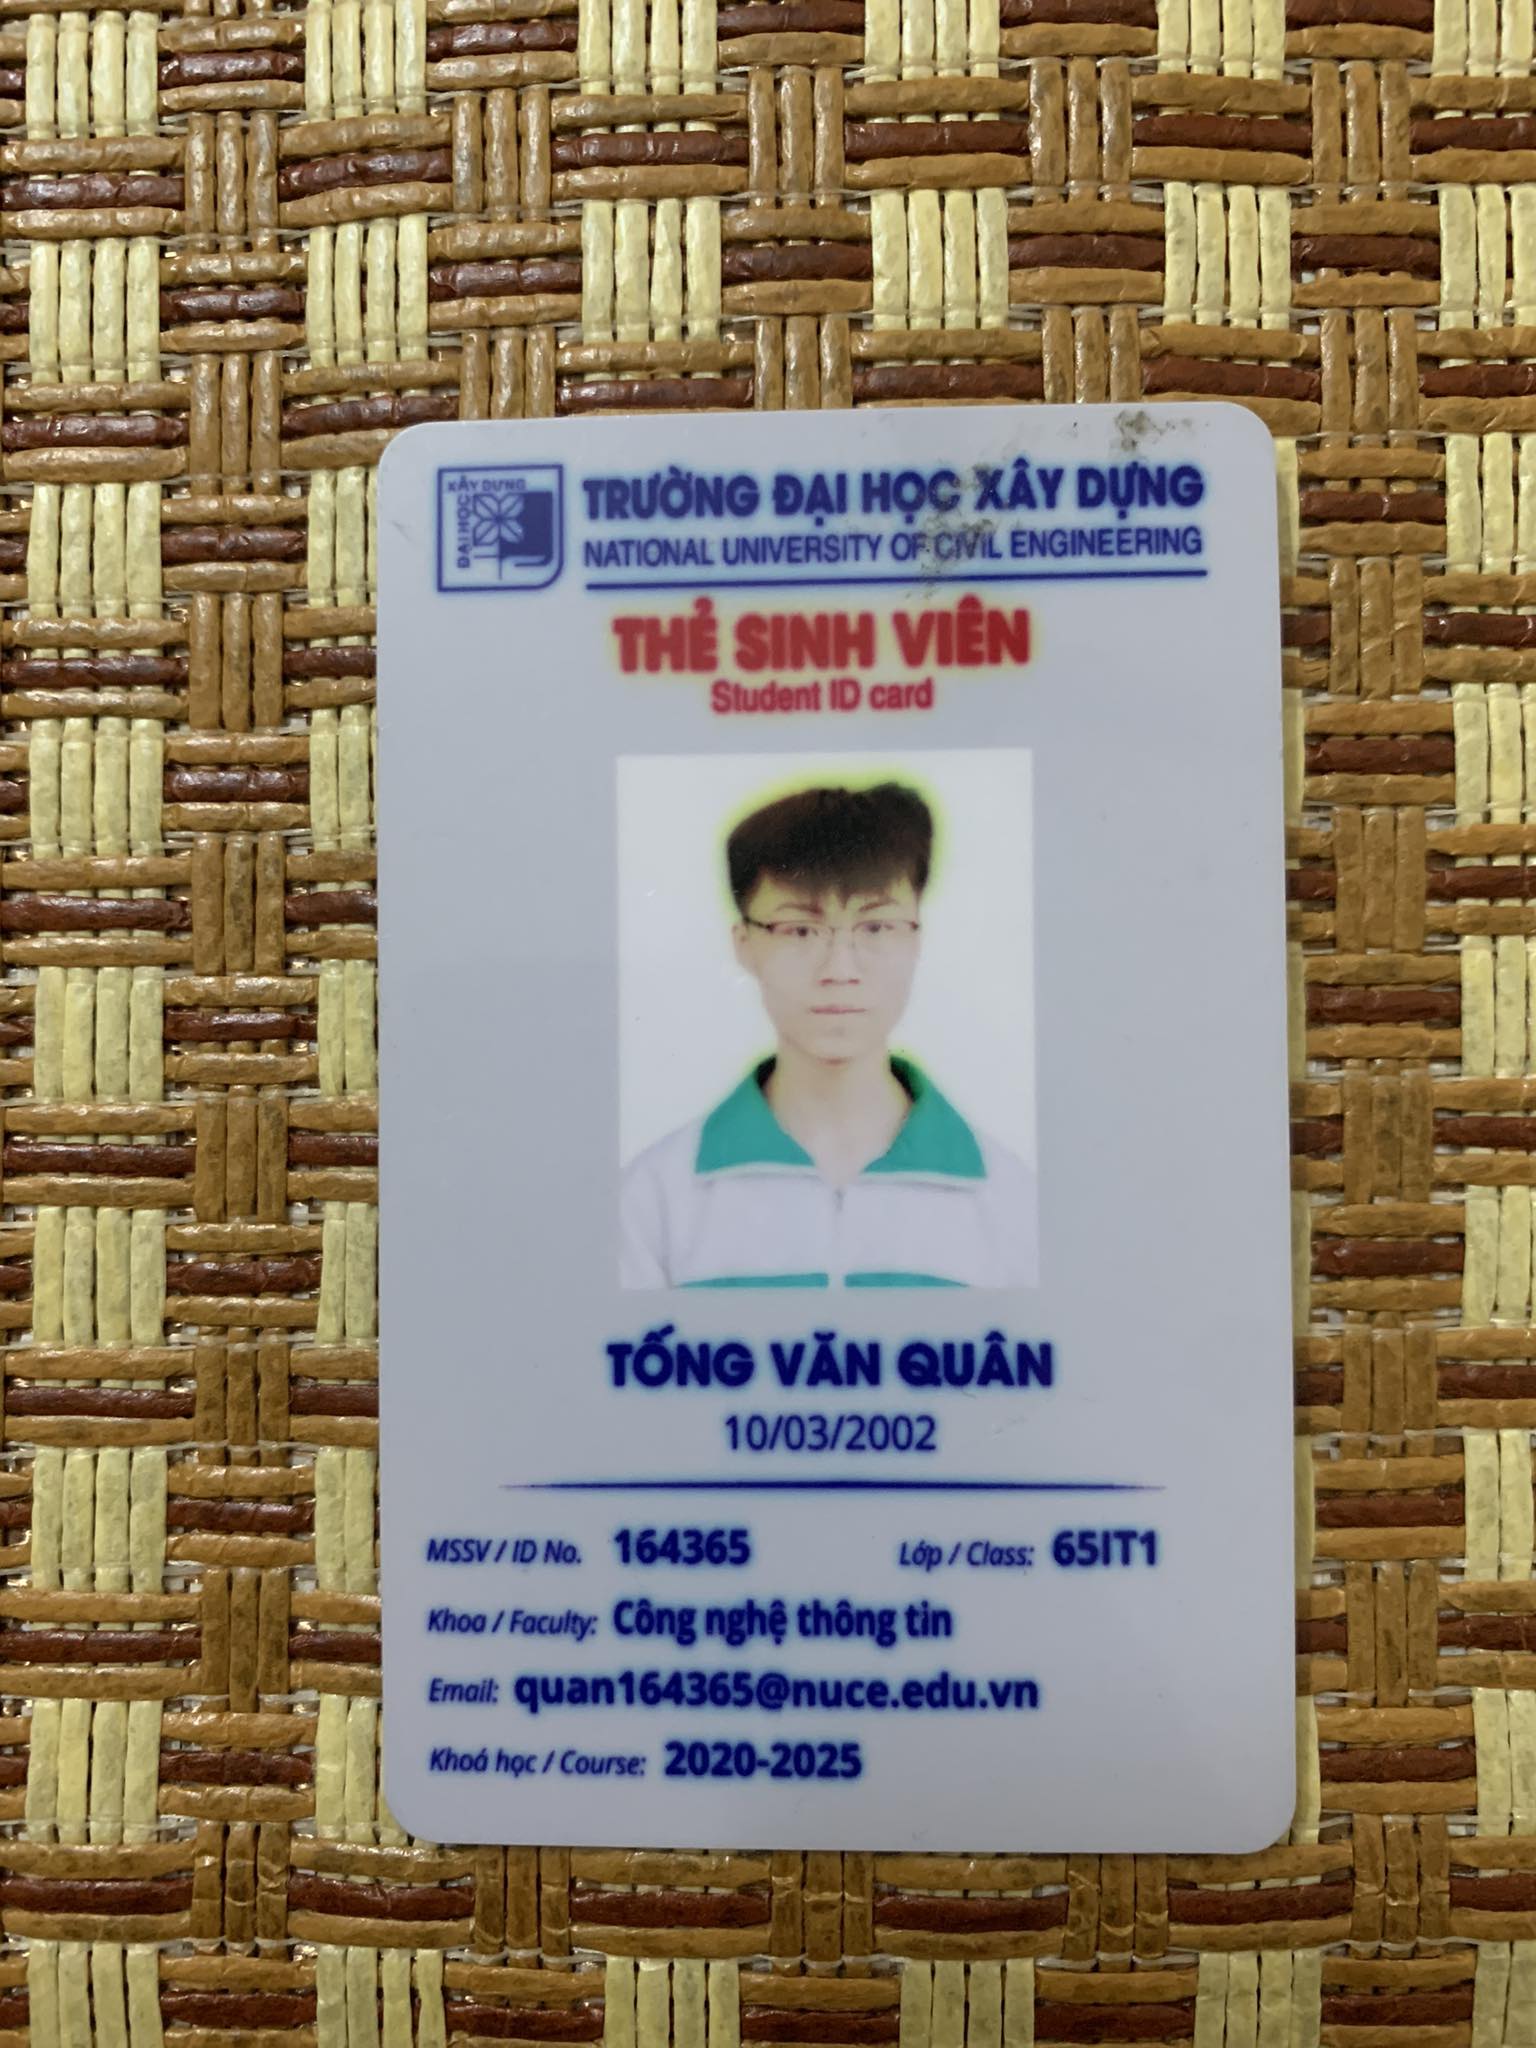 ĐẠI HỌC XÂY DỰNG
TRƯỜNG ĐẠI HỌC XÂY DỰNG
NATIONAL UNIVERSITY OF CIVIL ENGINEERING
THẺ SINH VIÊN
Student ID card
TỐNG VĂN QUÂN
10/03/2002
MSSV / ID No. 164365 Lớp / Class: 65IT1
Khoa / Faculty: Công nghệ thông tin
Email: quan164365@nuce.edu.vn
Khoá học / Course: 2020-2025